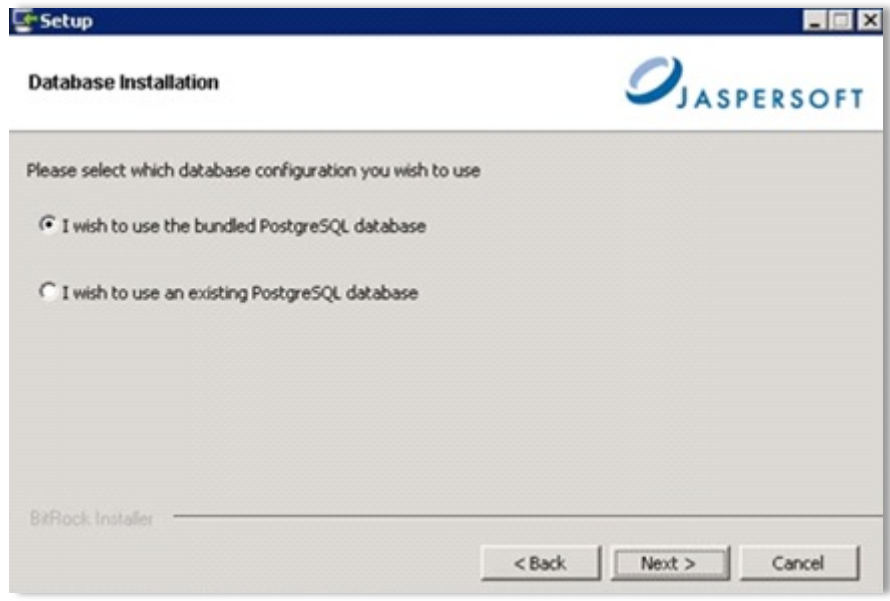 Setup
Database Installation
JASPERSOFT
Please select which database configuration you wish to use
I wish to use the bundled PostgreSQL database
I wish to use an existing PostgreSQL database
BitRock Installer
< Back
Next >
Cancel